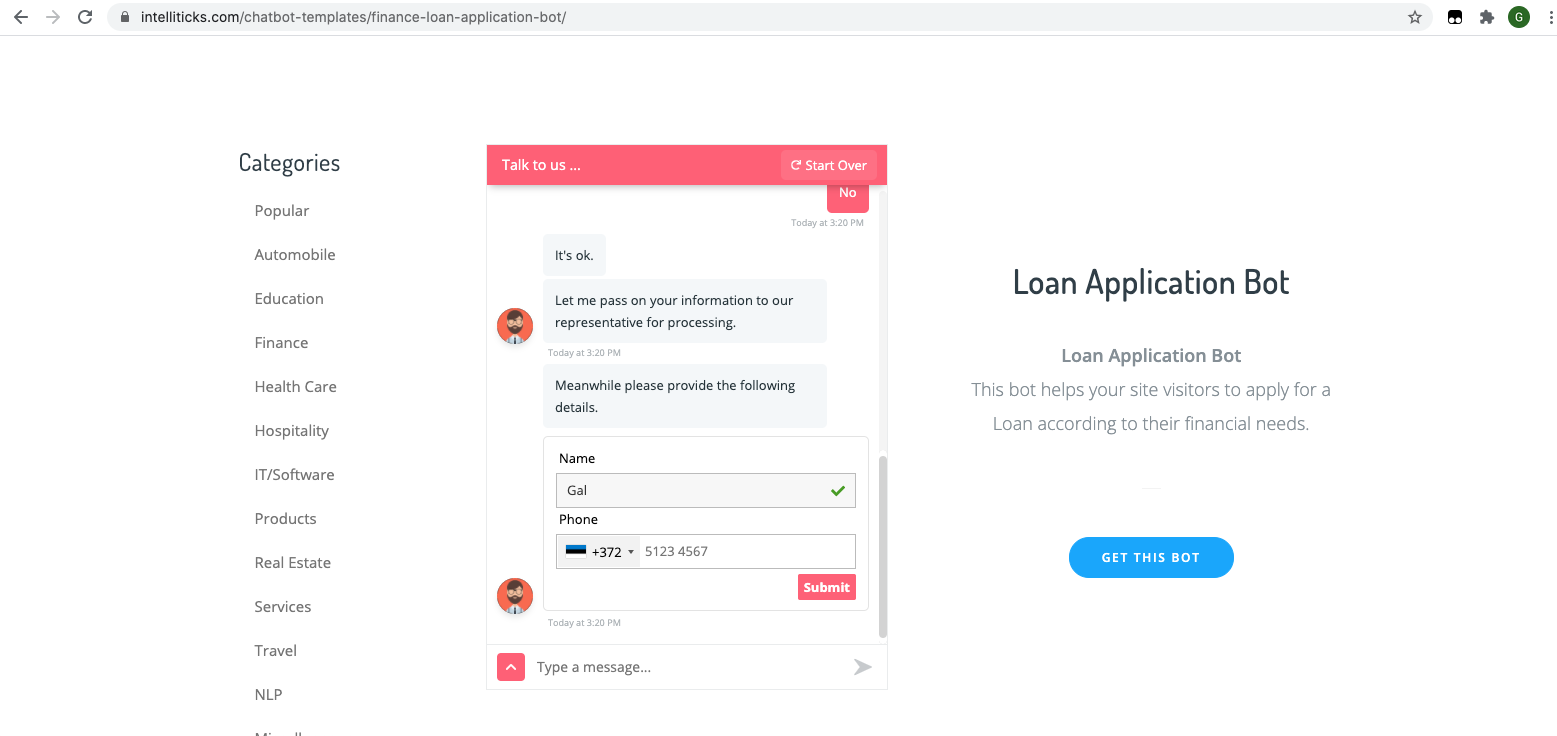 intelliticks.com/chatbot-templates/finance-loan-application-bot/
G
Categories
Popular
Automobile
Education
Finance
Health Care
Hospitality
IT/Software
Products
Real Estate
Services
Travel
NLP
Talk to us ...
Start Over
No
Today at 3:20 PM
It's ok.
Let me pass on your information to our
representative for processing.
Today at 3:20 PM
Meanwhile please provide the following
details.
Name
Gal
Phone
+372 5123 4567
Submit
Today at 3:20 PM
Type a message...
Loan Application Bot
Loan Application Bot
This bot helps your site visitors to apply for a
Loan according to their financial needs.
GET THIS BOT